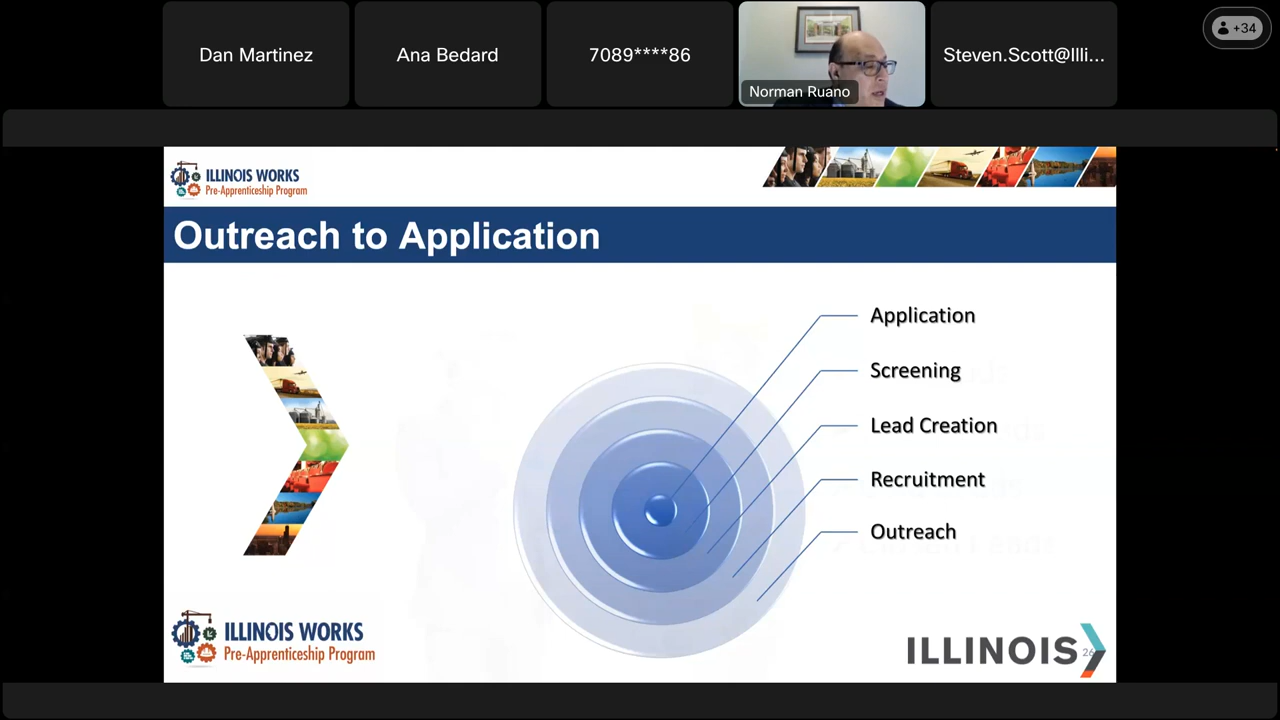 Dan Martinez
Ana Bedard
7089****86
Norman Ruano
Steven.Scott@Illi...
+34
ILLINOIS WORKS
Pre-Apprenticeship Program
Outreach to Application
Application
Screening
Lead Creation
Recruitment
Outreach
ILLINOIS WORKS
Pre-Apprenticeship Program
ILLINOIS
26